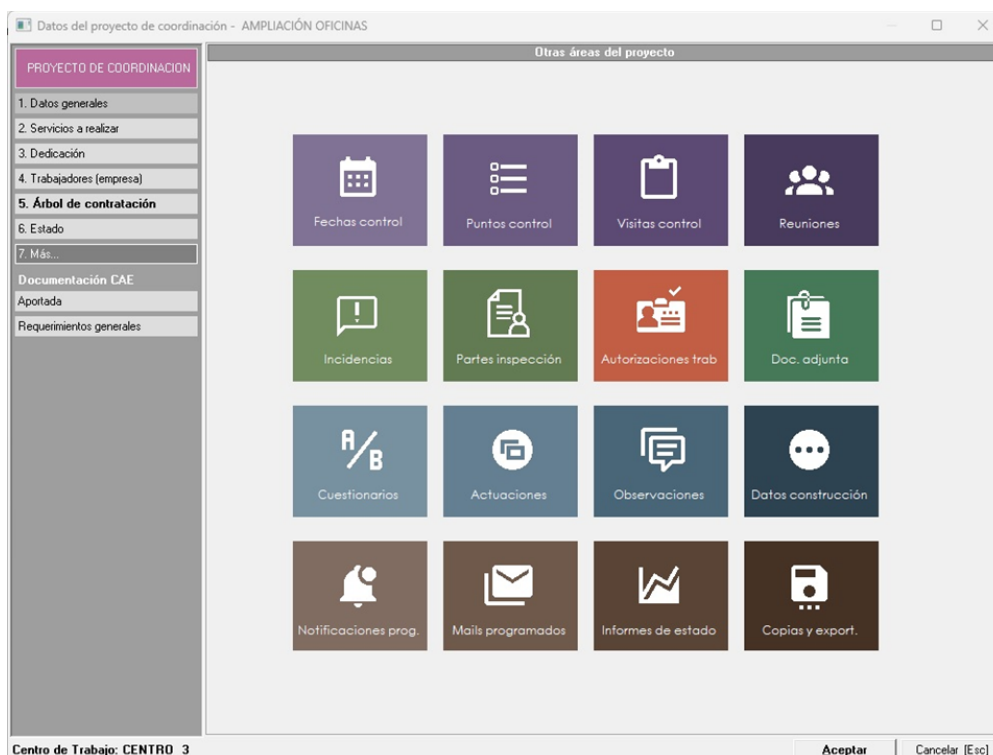 Datos del proyecto de coordinación - AMPLIACIÓN OFICINAS
Otras áreas del proyecto
PROYECTO DE COORDINACION
1. Datos generales
2. Servicios a realizar
3. Dedicación
4. Trabajadores (empresa)
5. Árbol de contratación
6. Estado
7. Más...
Documentación CAE
Aportada
Requerimientos generales
Fechas control
Puntos control
Visitas control
Reuniones
Incidencias
Partes inspección
Autorizaciones trab
Doc. adjunta
A/B
Cuestionarios
Actuaciones
Observaciones
Datos construcción
Notificaciones prog.
Mails programados
Informes de estado
Copias y export.
Centro de Trabajo: CENTRO 3
Aceptar
Cancelar [Esc]